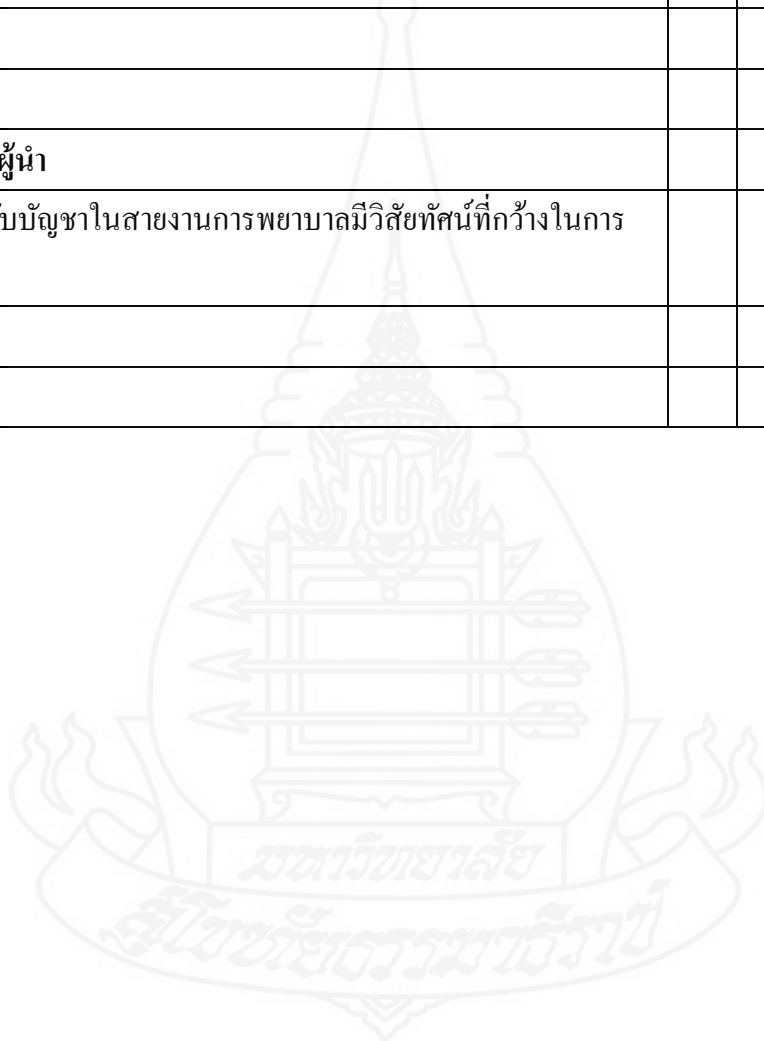 ผู้นำ
ับบัญชาในสายงานการพยาบาลมีวิสัยทัศน์ที่กว้างในการ
มหาวิทยาลัย
สุโขทัยธรรมาธิราช